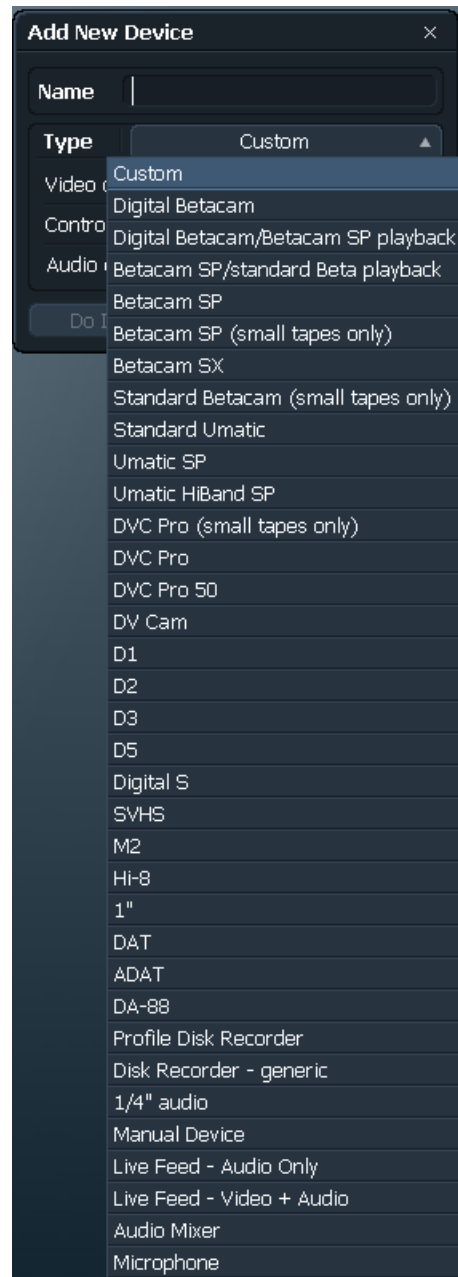 Add New Device ×
Name
Type Custom ▲
Custom
Video
Digital Betacam
Contro
Digital Betacam/Betacam SP playback
Audio
Betacam SP/standard Beta playback
Betacam SP
Do I
Betacam SP (small tapes only)
Betacam SX
Standard Betacam (small tapes only)
Standard Umatic
Umatic SP
Umatic HiBand SP
DVC Pro (small tapes only)
DVC Pro
DVC Pro 50
DV Cam
D1
D2
D3
D5
Digital S
SVHS
M2
Hi-8
1"
DAT
ADAT
DA-88
Profile Disk Recorder
Disk Recorder - generic
1/4" audio
Manual Device
Live Feed - Audio Only
Live Feed - Video + Audio
Audio Mixer
Microphone